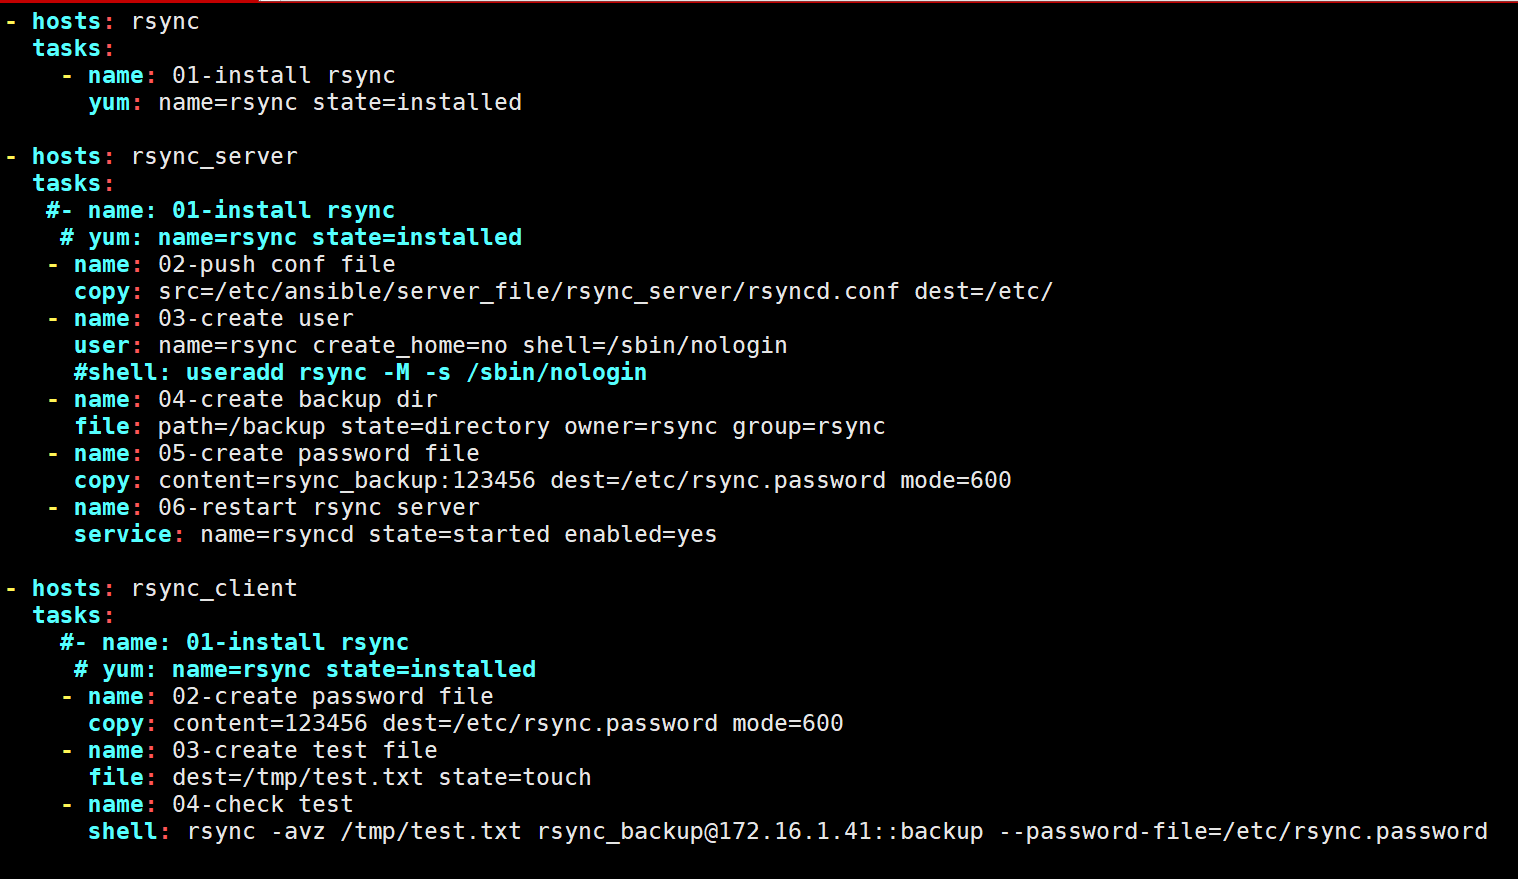 - hosts: rsync
  tasks:
    - name: 01-install rsync
      yum: name=rsync state=installed

- hosts: rsync_server
  tasks:
   #- name: 01-install rsync
    # yum: name=rsync state=installed
   - name: 02-push conf file
     copy: src=/etc/ansible/server_file/rsync_server/rsyncd.conf dest=/etc/
   - name: 03-create user
     user: name=rsync create_home=no shell=/sbin/nologin
     #shell: useradd rsync -M -s /sbin/nologin
   - name: 04-create backup dir
     file: path=/backup state=directory owner=rsync group=rsync
   - name: 05-create password file
     copy: content=rsync_backup:123456 dest=/etc/rsync.password mode=600
   - name: 06-restart rsync server
     service: name=rsyncd state=started enabled=yes

- hosts: rsync_client
  tasks:
    #- name: 01-install rsync
     # yum: name=rsync state=installed
    - name: 02-create password file
      copy: content=123456 dest=/etc/rsync.password mode=600
    - name: 03-create test file
      file: dest=/tmp/test.txt state=touch
    - name: 04-check test
      shell: rsync -avz /tmp/test.txt rsync_backup@172.16.1.41::backup --password-file=/etc/rsync.password